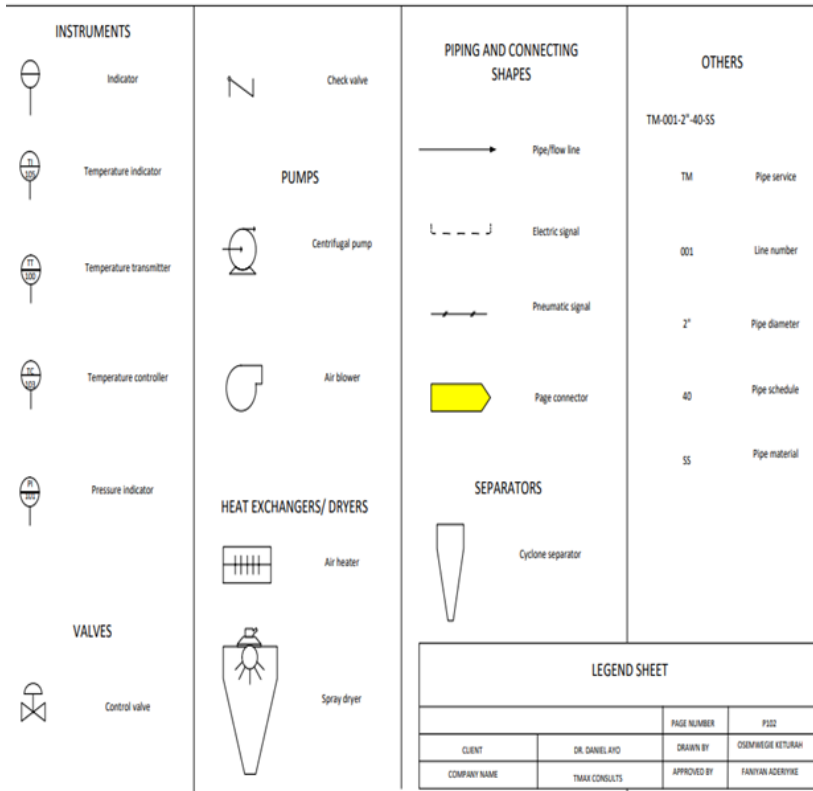 INSTRUMENTS
Indicator
TI
105
Temperature indicator
TT
100
Temperature transmitter
TC
103
Temperature controller
PI
Pressure indicator
VALVES
Control valve
Check valve
PUMPS
Centrifugal pump
Air blower
HEAT EXCHANGERS/ DRYERS
Air heater
Spray dryer
PIPING AND CONNECTING
SHAPES
Pipe/flow line
Electric signal
Pneumatic signal
Page connector
SEPARATORS
Cyclone separator
OTHERS
TM-001-2"-40-SS
TM Pipe service
001 Line number
2" Pipe diameter
40 Pipe schedule
SS Pipe material
LEGEND SHEET
PAGE NUMBER P102
CLIENT DR. DANIEL AYO DRAWN BY OSEMWEGIE KETURAH
COMPANY NAME TMAX CONSULTS APPROVED BY FANIYAN ADERIYIKE